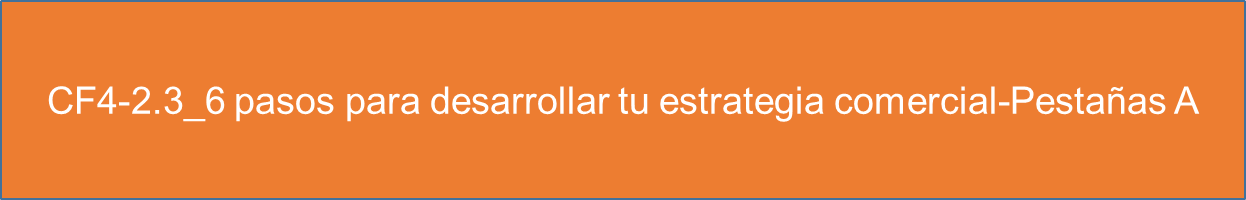 CF4-2.3_6 pasos para desarrollar tu estrategia comercial-Pestañas A